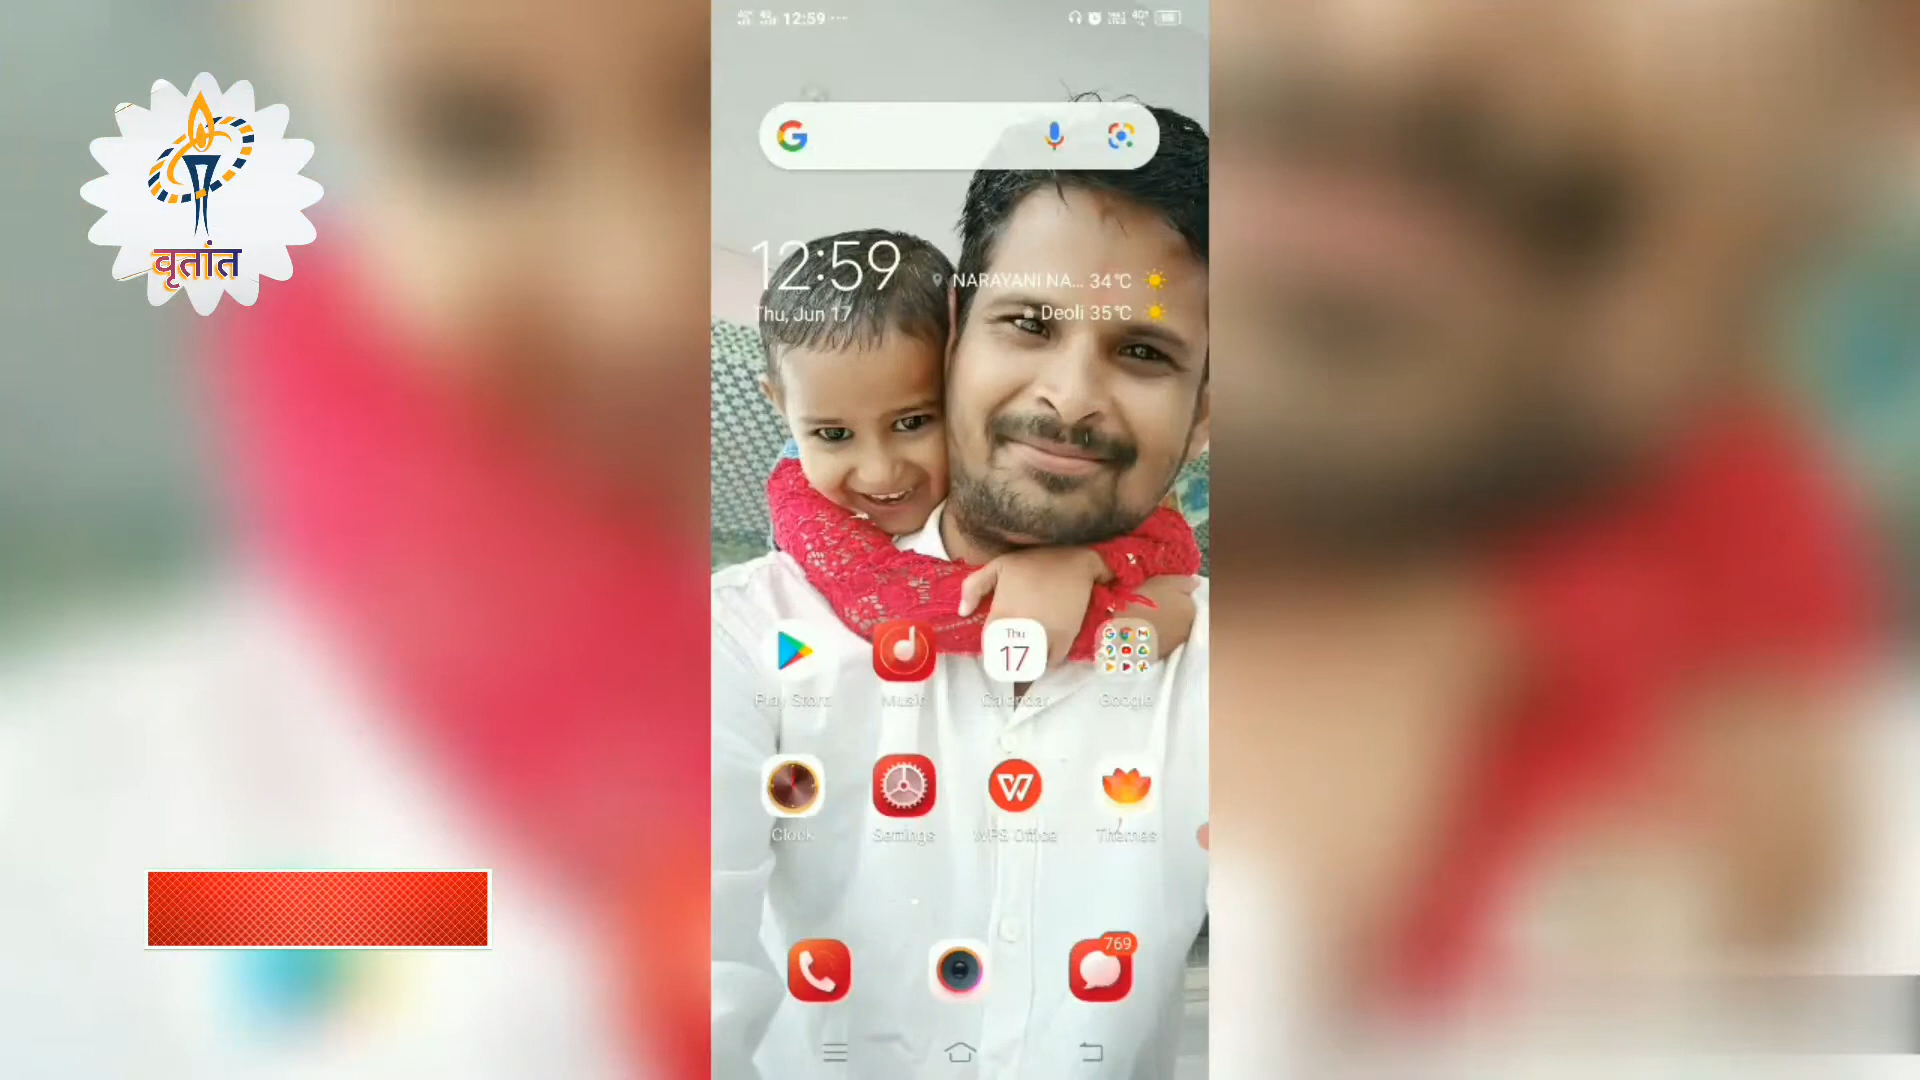 12:59
वृतांत
12:59
NARAYANI NA... 34°C
Thu, Jun 17
Deoli 35°C
Thu
17
Play Store
Music
Calendar
Google
Clock
Settings
WPS Office
Themes
769